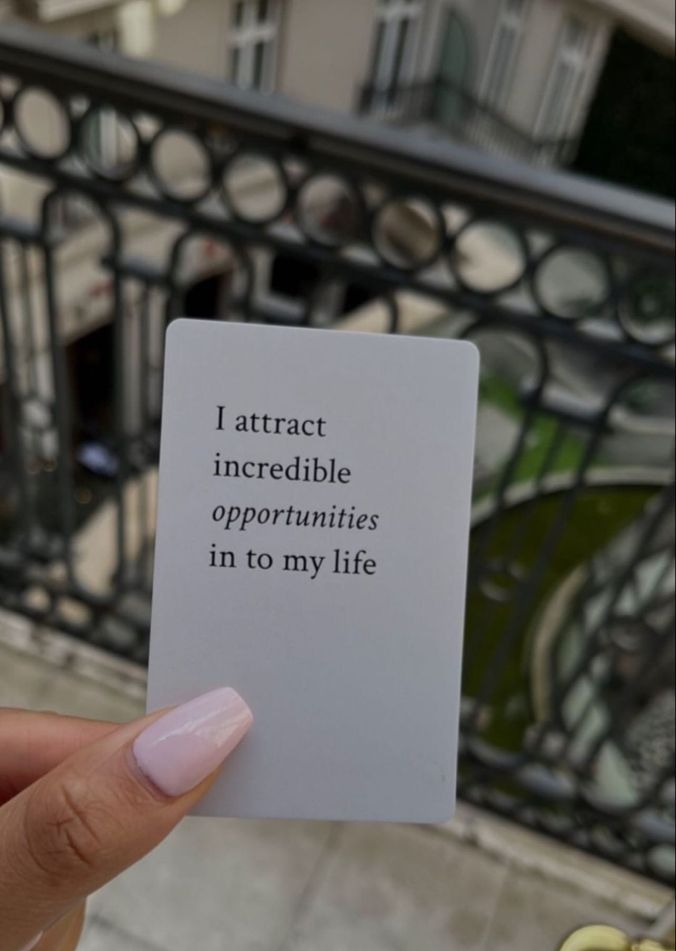 I attract
incredible
opportunities
in to my life